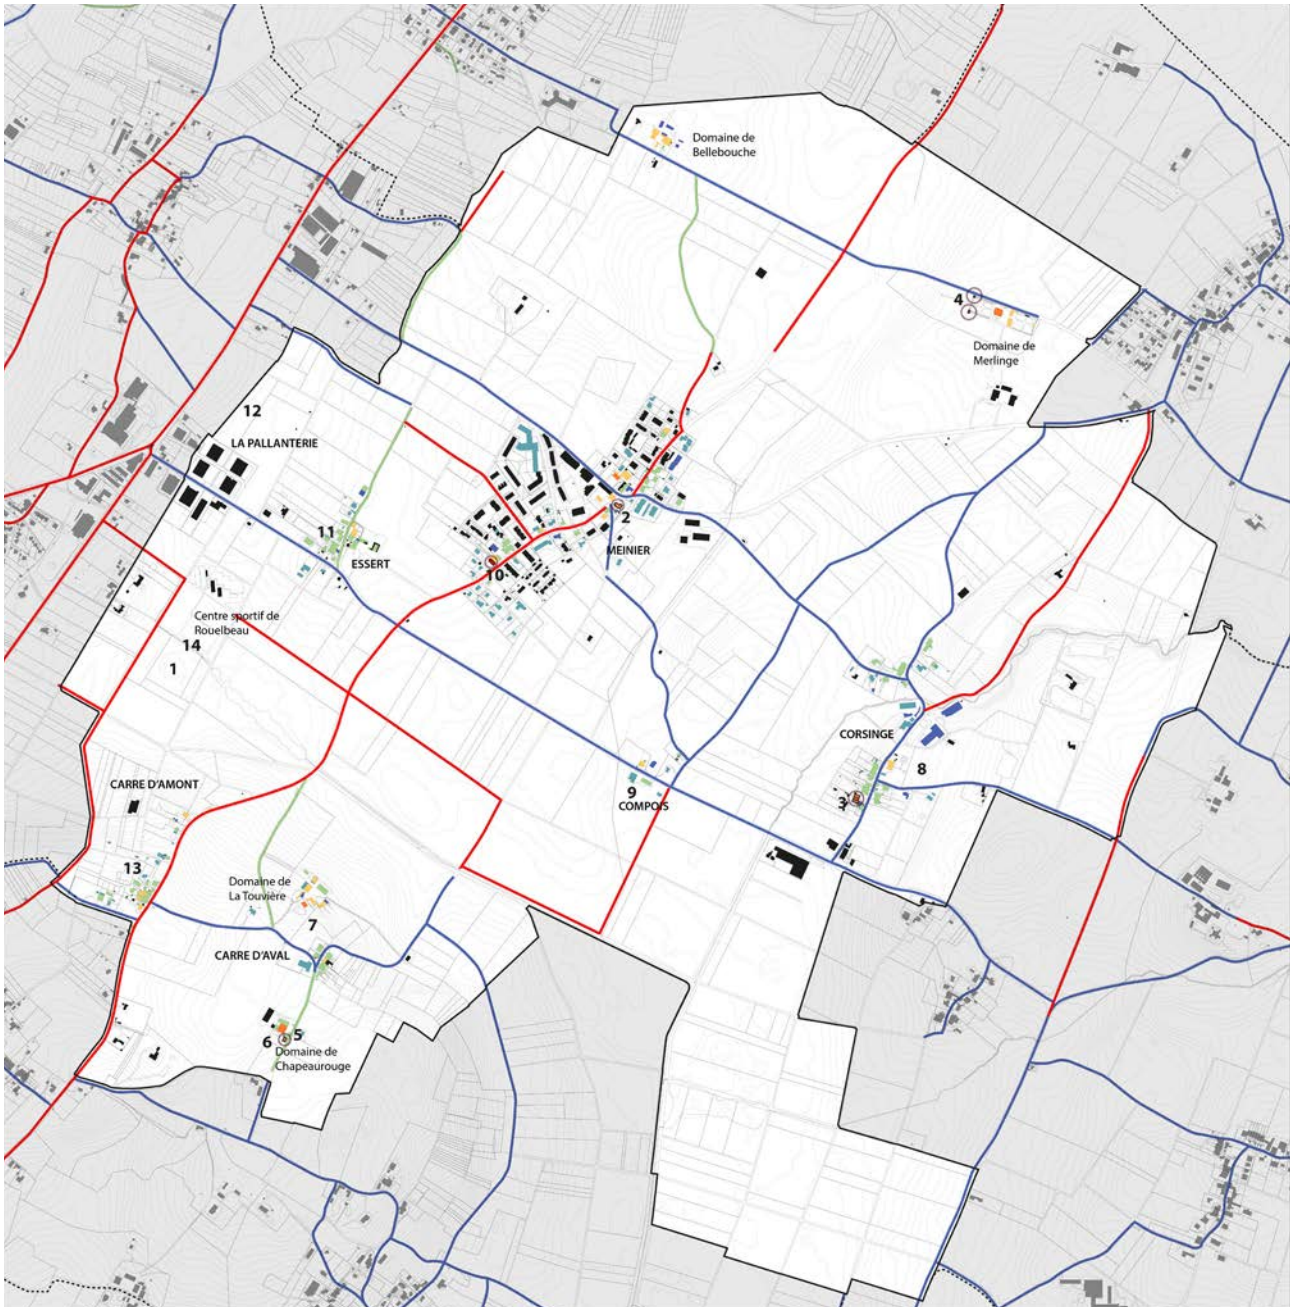 Domaine de
Bellebouche
4
Domaine de
Merlinge
12
LA PALLANTERIE
2
11
MEINIER
ESSERT
10
Centre sportif de
Rouelbeau
14
1
CORSINGE
8
CARRE D'AMONT
9
COMPOIS
3
13
Domaine de
La Touvière
7
CARRE D'AVAL
5
6
Domaine de
Chapeaurouge